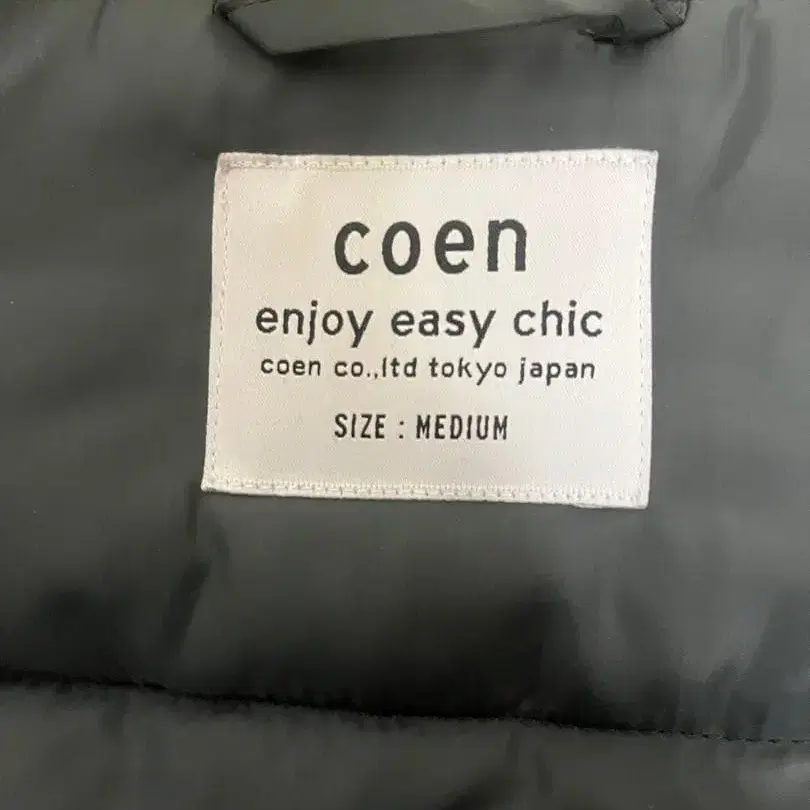 coen
enjoy easy chic
coen co.,ltd tokyo japan
SIZE : MEDIUM